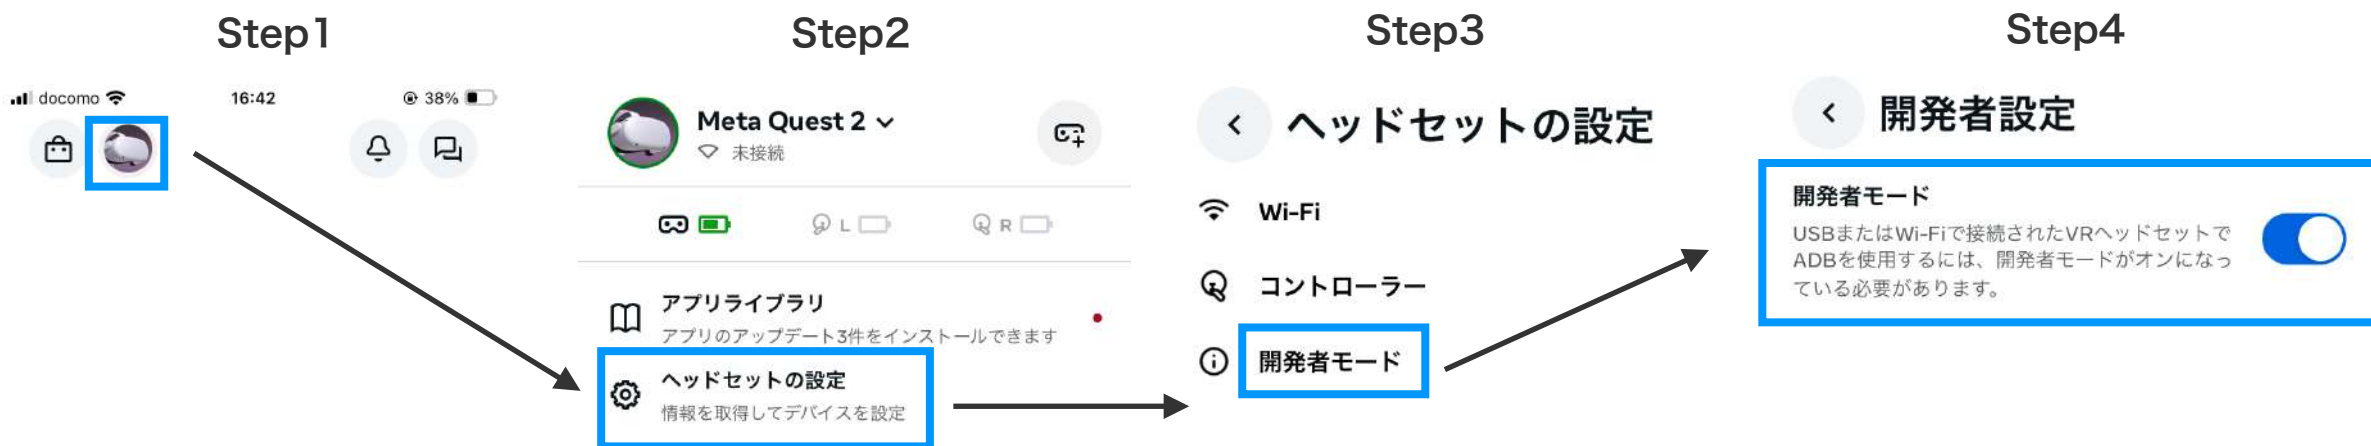 Step1
docomo 16:42 38%
Step2
Meta Quest 2
未接続
L R
アプリライブラリ
アプリのアップデート3件をインストールできます
ヘッドセットの設定
情報を取得してデバイスを設定
Step3
ヘッドセットの設定
Wi-Fi
コントローラー
開発者モード
Step4
開発者設定
開発者モード
USBまたはWi-Fiで接続されたVRヘッドセットで
ADBを使用するには、開発者モードがオンになっ
ている必要があります。